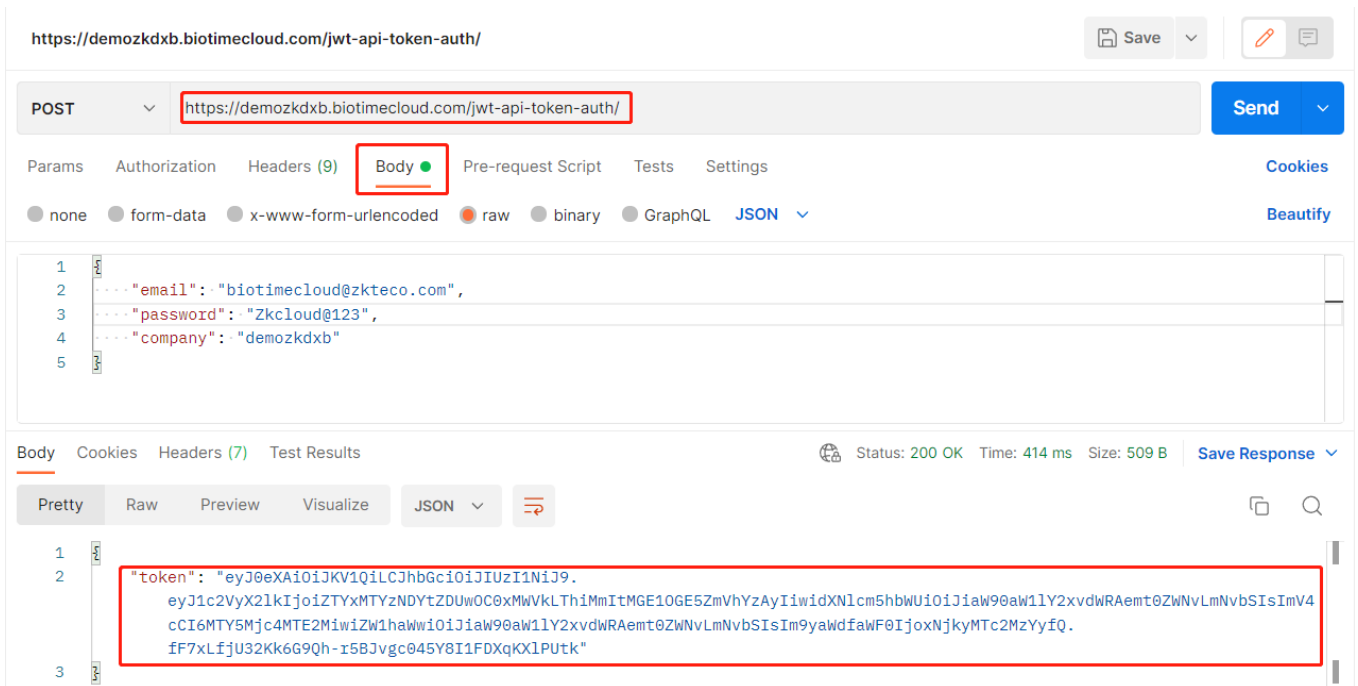 https://demozkdxb.biotimecloud.com/jwt-api-token-auth/
Save
POST
https://demozkdxb.biotimecloud.com/jwt-api-token-auth/
Send
Params Authorization Headers (9) Body Pre-request Script Tests Settings Cookies
none form-data x-www-form-urlencoded raw binary GraphQL JSON Beautify
1 {
2 "email": "biotimecloud@zkteco.com",
3 "password": "Zkcloud@123",
4 "company": "demozkdxb"
5 }
Body Cookies Headers (7) Test Results Status: 200 OK Time: 414 ms Size: 509 B Save Response
Pretty Raw Preview Visualize JSON
1 {
2 "token": "eyJ0eXAiOiJKV1QiLCJhbGciOiJIUzI1NiJ9.
eyJ1c2VyX2lkIjoiZTYxMTYzNDYtZDUwOC0xMWVkLThiMmItMGE1OGE5ZmVhYzAyIiwidXNlcm5hbWUiOiJiaW90aW1lY2xvdWRAemt0ZWNvLmNvbSIsImV4
cCI6MTY5Mjc4MTE2MiwiZW1haWwiOiJiaW90aW1lY2xvdWRAemt0ZWNvLmNvbSIsIm9yaWdfaWF0IjoxNjkyMTc2MzYyfQ.
fF7xLfjU32Kk6G9Qh-r5BJvgc045Y8I1FDXqKXlPUtk"
3 }